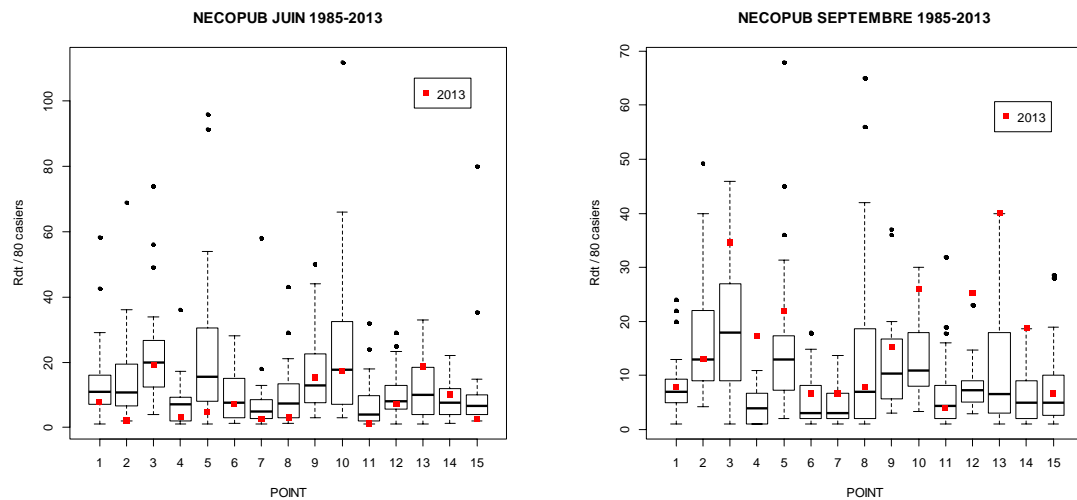 NECOPUB JUIN 1985-2013
2013
Rdt / 80 casiers
100
80
60
40
20
0
1 2 3 4 5 6 7 8 9 10 11 12 13 14 15
POINT
NECOPUB SEPTEMBRE 1985-2013
2013
Rdt / 80 casiers
70
60
50
40
30
20
10
0
1 2 3 4 5 6 7 8 9 10 11 12 13 14 15
POINT